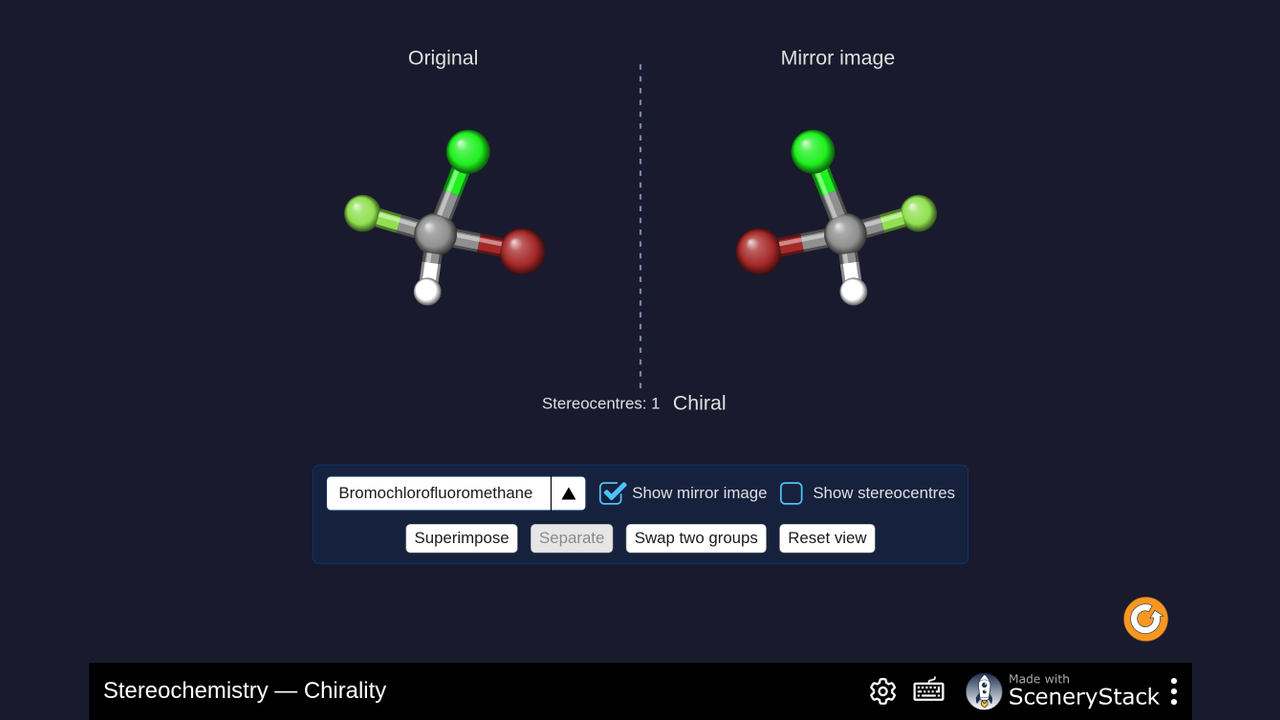 Original
Mirror image
Stereocentres: 1 Chiral
Bromochlorofluoromethane
Show mirror image
Show stereocentres
Superimpose
Separate
Swap two groups
Reset view
Stereochemistry — Chirality
Made with
SceneryStack